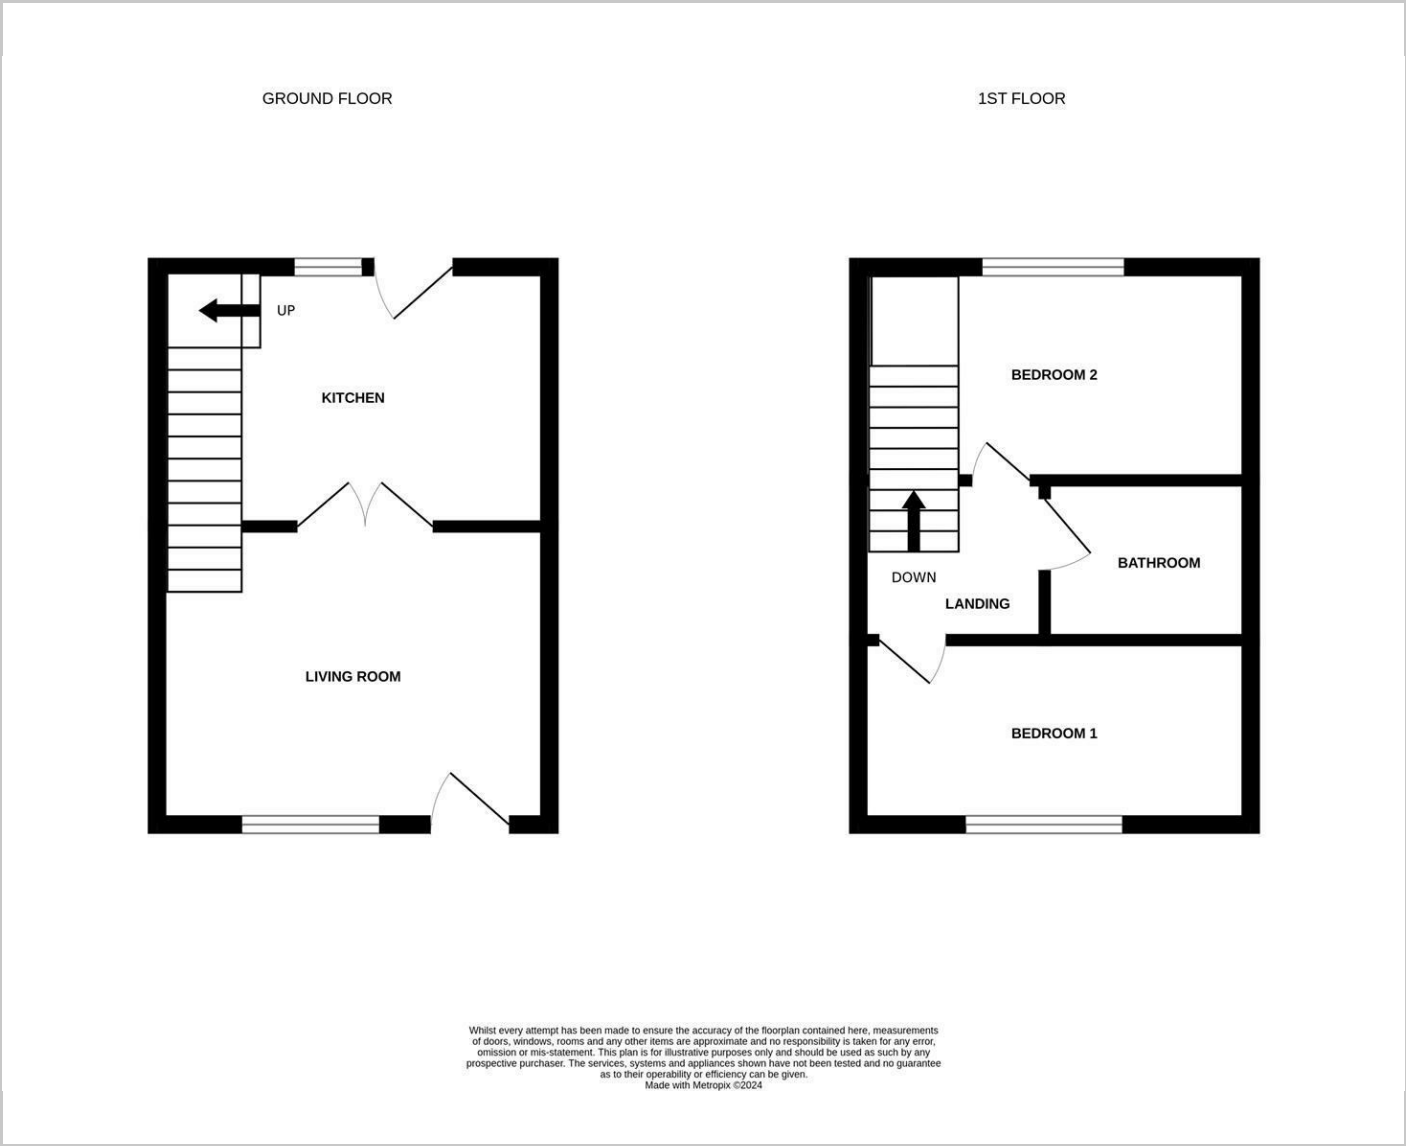 GROUND FLOOR
1ST FLOOR
UP
KITCHEN
LIVING ROOM
BEDROOM 2
BATHROOM
DOWN
LANDING
BEDROOM 1
Whilst every attempt has been made to ensure the accuracy of the floorplan contained here, measurements
of doors, windows, rooms and any other items are approximate and no responsibility is taken for any error,
omission or mis-statement. This plan is for illustrative purposes only and should be used as such by any
prospective purchaser. The services, systems and appliances shown have not been tested and no guarantee
as to their operability or efficiency can be given.
Made with Metropix ©2024